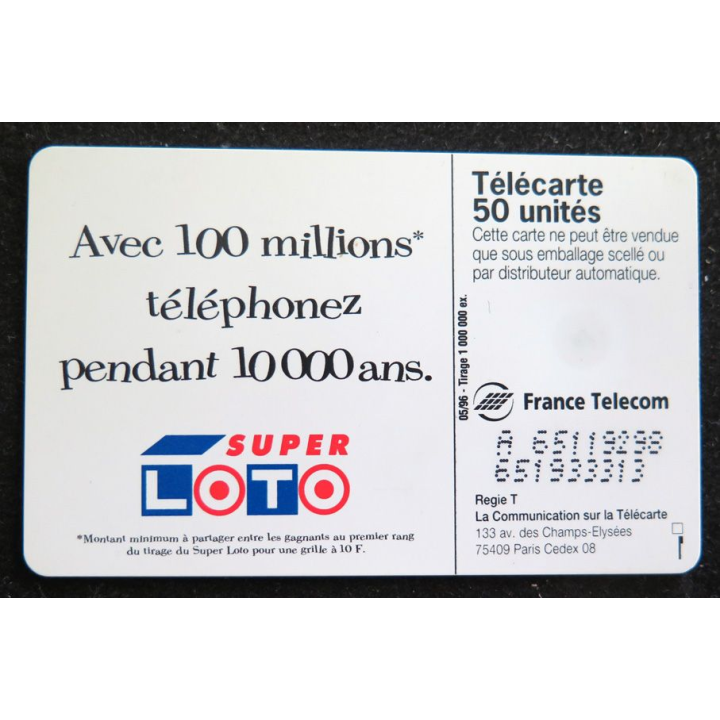 Avec 100 millions*
téléphonez
pendant 10 000 ans.
SUPER
LOTO
*Montant minimum à partager entre les gagnants au premier rang
du tirage du Super Loto pour une grille à 10 F.
05/96 - Tirage 1 000 000 ex.
Télécarte
50 unités
Cette carte ne peut être vendue
que sous emballage scellé ou
par distributeur automatique.
France Telecom
A 65119298
651933313
Regie T
La Communication sur la Télécarte
133 av. des Champs-Elysées
75409 Paris Cedex 08